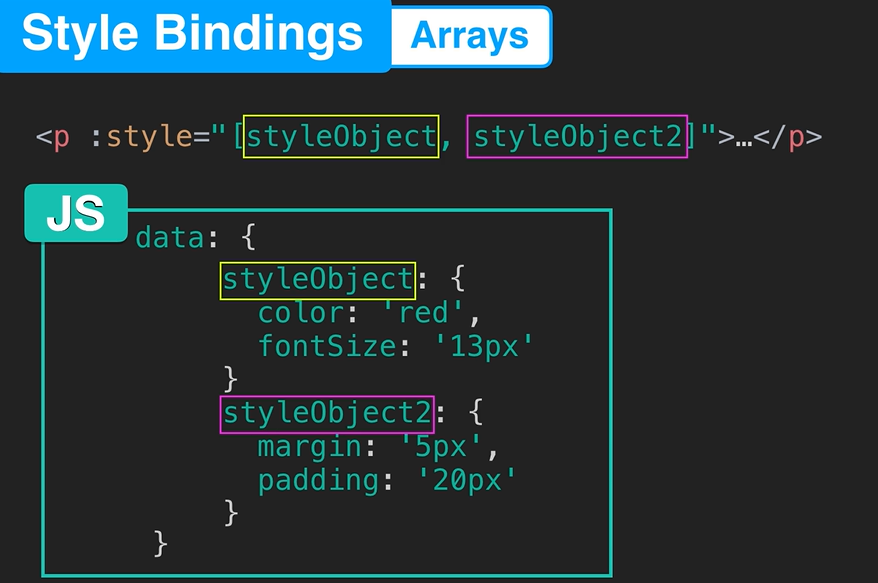 Style Bindings Arrays
<p :style="[styleObject, styleObject2]">…</p>
JS
data: {
styleObject: {
color: 'red',
fontSize: '13px'
}
styleObject2: {
margin: '5px',
padding: '20px'
}
}